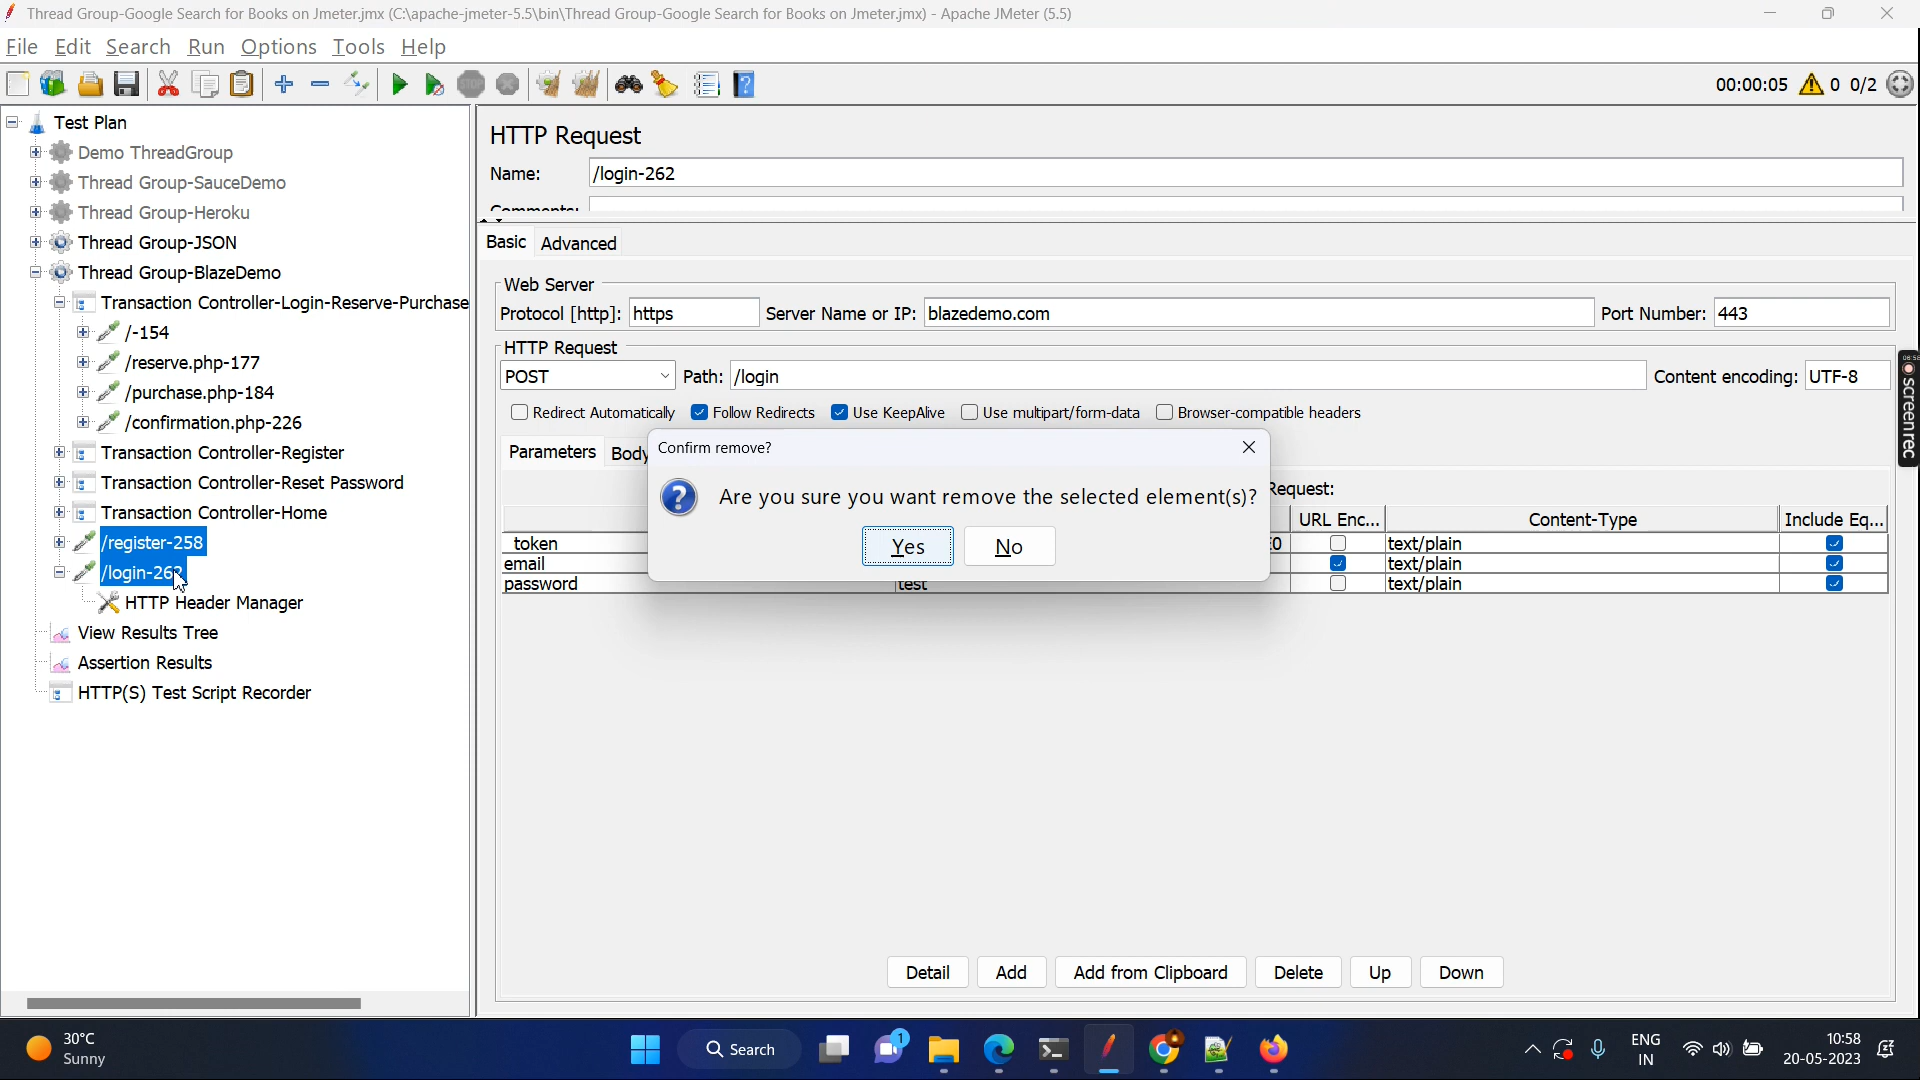 Thread Group-Google Search for Books on Jmeter.jmx (C:\apache-jmeter-5.5\bin\Thread Group-Google Search for Books on Jmeter.jmx) - Apache JMeter (5.5)
File Edit Search Run Options Tools Help
STOP 00:00:05 0 0/2
Test Plan
Demo ThreadGroup
Thread Group-SauceDemo
Thread Group-Heroku
Thread Group-JSON
Thread Group-BlazeDemo
Transaction Controller-Login-Reserve-Purchase
/-154
/reserve.php-177
/purchase.php-184
/confirmation.php-226
Transaction Controller-Register
Transaction Controller-Reset Password
Transaction Controller-Home
/register-258
/login-262
HTTP Header Manager
View Results Tree
Assertion Results
HTTP(S) Test Script Recorder
HTTP Request
Name: /login-262
Comments:
Basic Advanced
Web Server
Protocol [http]: https Server Name or IP: blazedemo.com Port Number: 443
HTTP Request
POST Path: /login Content encoding: UTF-8
Redirect Automatically Follow Redirects Use KeepAlive Use multipart/form-data Browser-compatible headers
Parameters Body
Request:
URL Enc... Content-Type Include Eq...
_token E0 text/plain
email text/plain
password test text/plain
Confirm remove?
Are you sure you want remove the selected element(s)?
Yes No
Detail Add Add from Clipboard Delete Up Down
screenrec
30°C
Sunny
Search
1
ENG
IN
10:58
20-05-2023